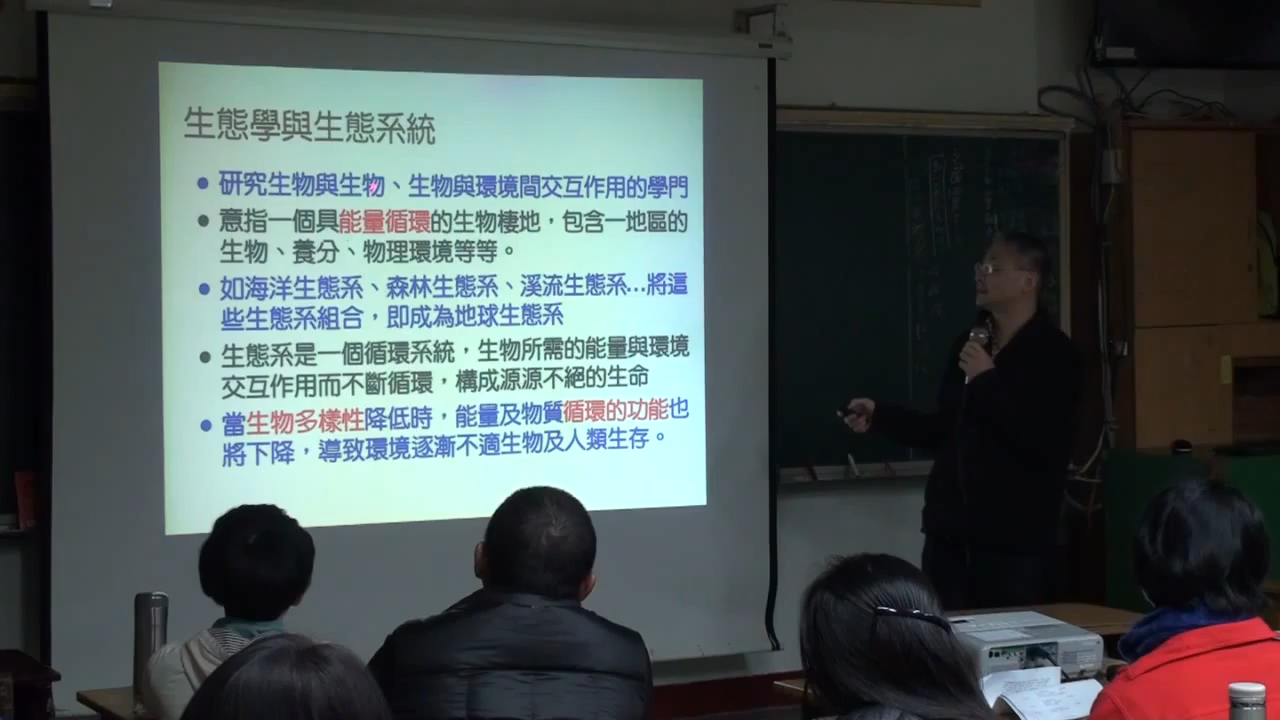 生態學與生態系統
研究生物與生物、生物與環境間交互作用的學門
意指一個具能量循環的生物棲地，包含一地區的
生物、養分、物理環境等等。
如海洋生態系、森林生態系、溪流生態系...將這
些生態系組合，即成為地球生態系
生態系是一個循環系統，生物所需的能量與環境
交互作用而不斷循環，構成源源不絕的生命
當生物多樣性降低時，能量及物質循環的功能也
將下降，導致環境逐漸不適生物及人類生存。